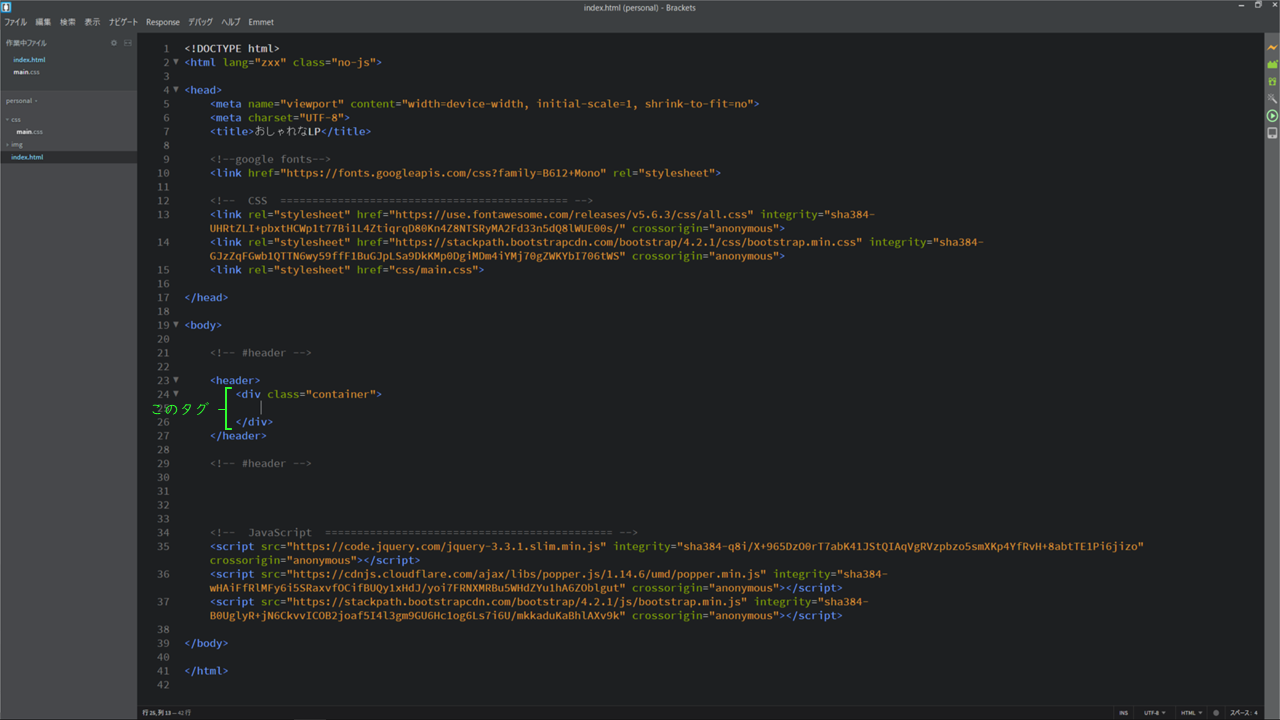 index.html (personal) - Brackets
ファイル 編集 検索 表示 ナビゲート Response デバッグ ヘルプ Emmet
作業中ファイル
index.html
main.css
personal
css
main.css
img
index.html
1 <!DOCTYPE html>
2 <html lang="zxx" class="no-js">
3
4 <head>
5 <meta name="viewport" content="width=device-width, initial-scale=1, shrink-to-fit=no">
6 <meta charset="UTF-8">
7 <title>おしゃれなLP</title>
8
9 <!--google fonts-->
10 <link href="https://fonts.googleapis.com/css?family=B612+Mono" rel="stylesheet">
11
12 <!-- CSS ============================================= -->
13 <link rel="stylesheet" href="https://use.fontawesome.com/releases/v5.6.3/css/all.css" integrity="sha384-
UHRtZLI+pbxtHCWp1t77Bi1L4ZtiqrqD80Kn4Z8NTSRyMA2Fd33n5dQ8lWUE00s/" crossorigin="anonymous">
14 <link rel="stylesheet" href="https://stackpath.bootstrapcdn.com/bootstrap/4.2.1/css/bootstrap.min.css" integrity="sha384-
GJzZqFGwb1QTTN6wy59ffF1BuGJpLSa9DkKMp0DgiMDm4iYMj70gZWKYbI706tWS" crossorigin="anonymous">
15 <link rel="stylesheet" href="css/main.css">
16
17 </head>
18
19 <body>
20
21 <!-- #header -->
22
23 <header>
24 <div class="container">
このタグ
26 </div>
27 </header>
28
29 <!-- #header -->
30
31
32
33
34 <!-- JavaScript ============================================= -->
35 <script src="https://code.jquery.com/jquery-3.3.1.slim.min.js" integrity="sha384-q8i/X+965DzO0rT7abK41JStQIAqVgRVzpbzo5smXKp4YfRvH+8abtTE1Pi6jizo"
crossorigin="anonymous"></script>
36 <script src="https://cdnjs.cloudflare.com/ajax/libs/popper.js/1.14.6/umd/popper.min.js" integrity="sha384-
wHAiFfRlMFy6i5SRaxvfOCifBUQy1xHdJ/yoi7FRNXMRBu5WHdZYu1hA6ZOblgut" crossorigin="anonymous"></script>
37 <script src="https://stackpath.bootstrapcdn.com/bootstrap/4.2.1/js/bootstrap.min.js" integrity="sha384-
B0UglyR+jN6CkvvICOB2joaf5I4l3gm9GU6Hc1og6Ls7i6U/mkkaduKaBhlAXv9k" crossorigin="anonymous"></script>
38
39 </body>
40
41 </html>
42
行 25, 列 13 — 42 行
INS UTF-8 HTML スペース: 4